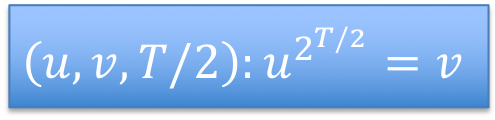 (u, v, T/2): u^{2^{T/2}} = v